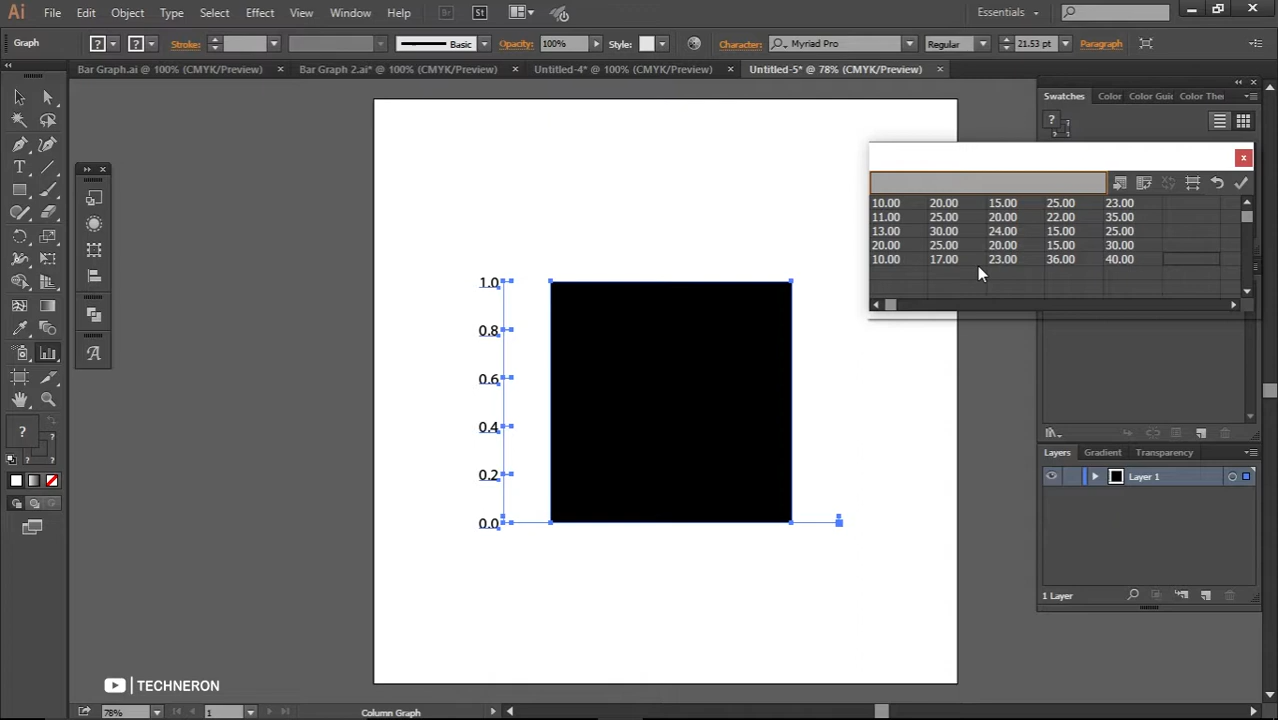 Ai File Edit Object Type Select Effect View Window Help Br St Essentials
Graph ? ? Stroke: Basic Opacity: 100% Style: Character: Myriad Pro Regular 21.53 pt Paragraph
Bar Graph.ai @ 100% (CMYK/Preview) × Bar Graph 2.ai* @ 100% (CMYK/Preview) × Untitled-4* @ 100% (CMYK/Preview) × Untitled-5* @ 78% (CMYK/Preview) ×
Swatches Color Color Guid Color Ther
?
10.00 20.00 15.00 25.00 23.00
11.00 25.00 20.00 22.00 35.00
13.00 30.00 24.00 15.00 25.00
20.00 25.00 20.00 15.00 30.00
10.00 17.00 23.00 36.00 40.00
1.0
0.8
0.6
0.4
0.2
0.0
?
Layers Gradient Transparency
Layer 1
1 Layer
TECHNERON
78% 1 Column Graph